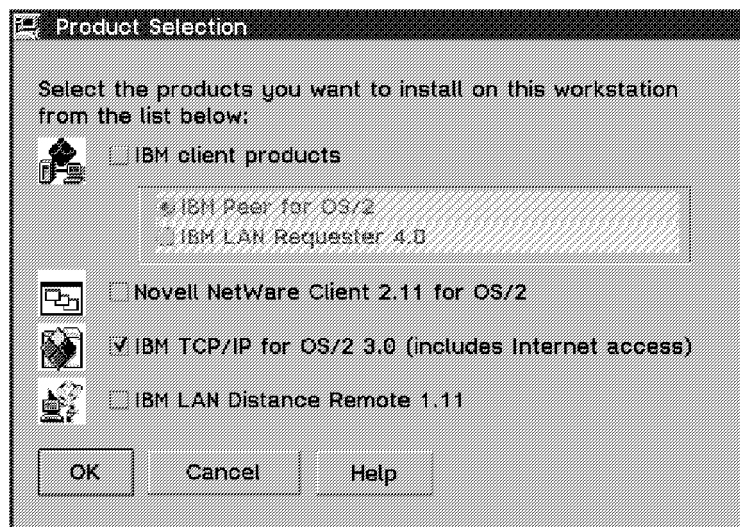 Product Selection
Select the products you want to install on this workstation
from the list below:
IBM client products
IBM Peer for OS/2
IBM LAN Requester 4.0
Novell NetWare Client 2.11 for OS/2
IBM TCP/IP for OS/2 3.0 (includes Internet access)
IBM LAN Distance Remote 1.11
OK Cancel Help